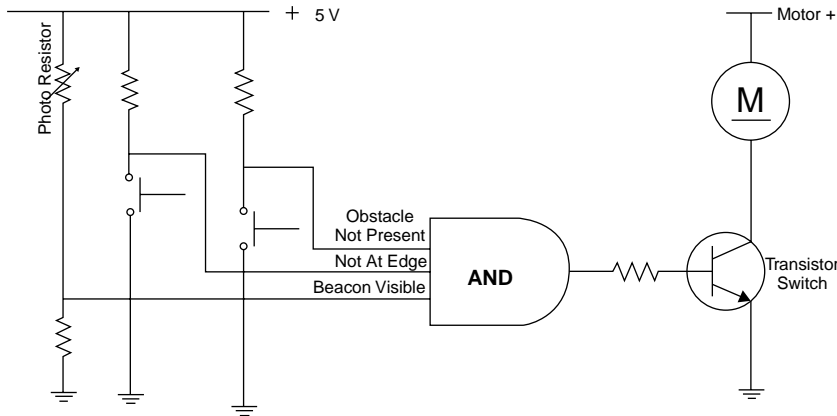 + 5 V
Motor +
Photo Resistor
M
Obstacle
Not Present
Not At Edge
Beacon Visible
AND
Transistor
Switch